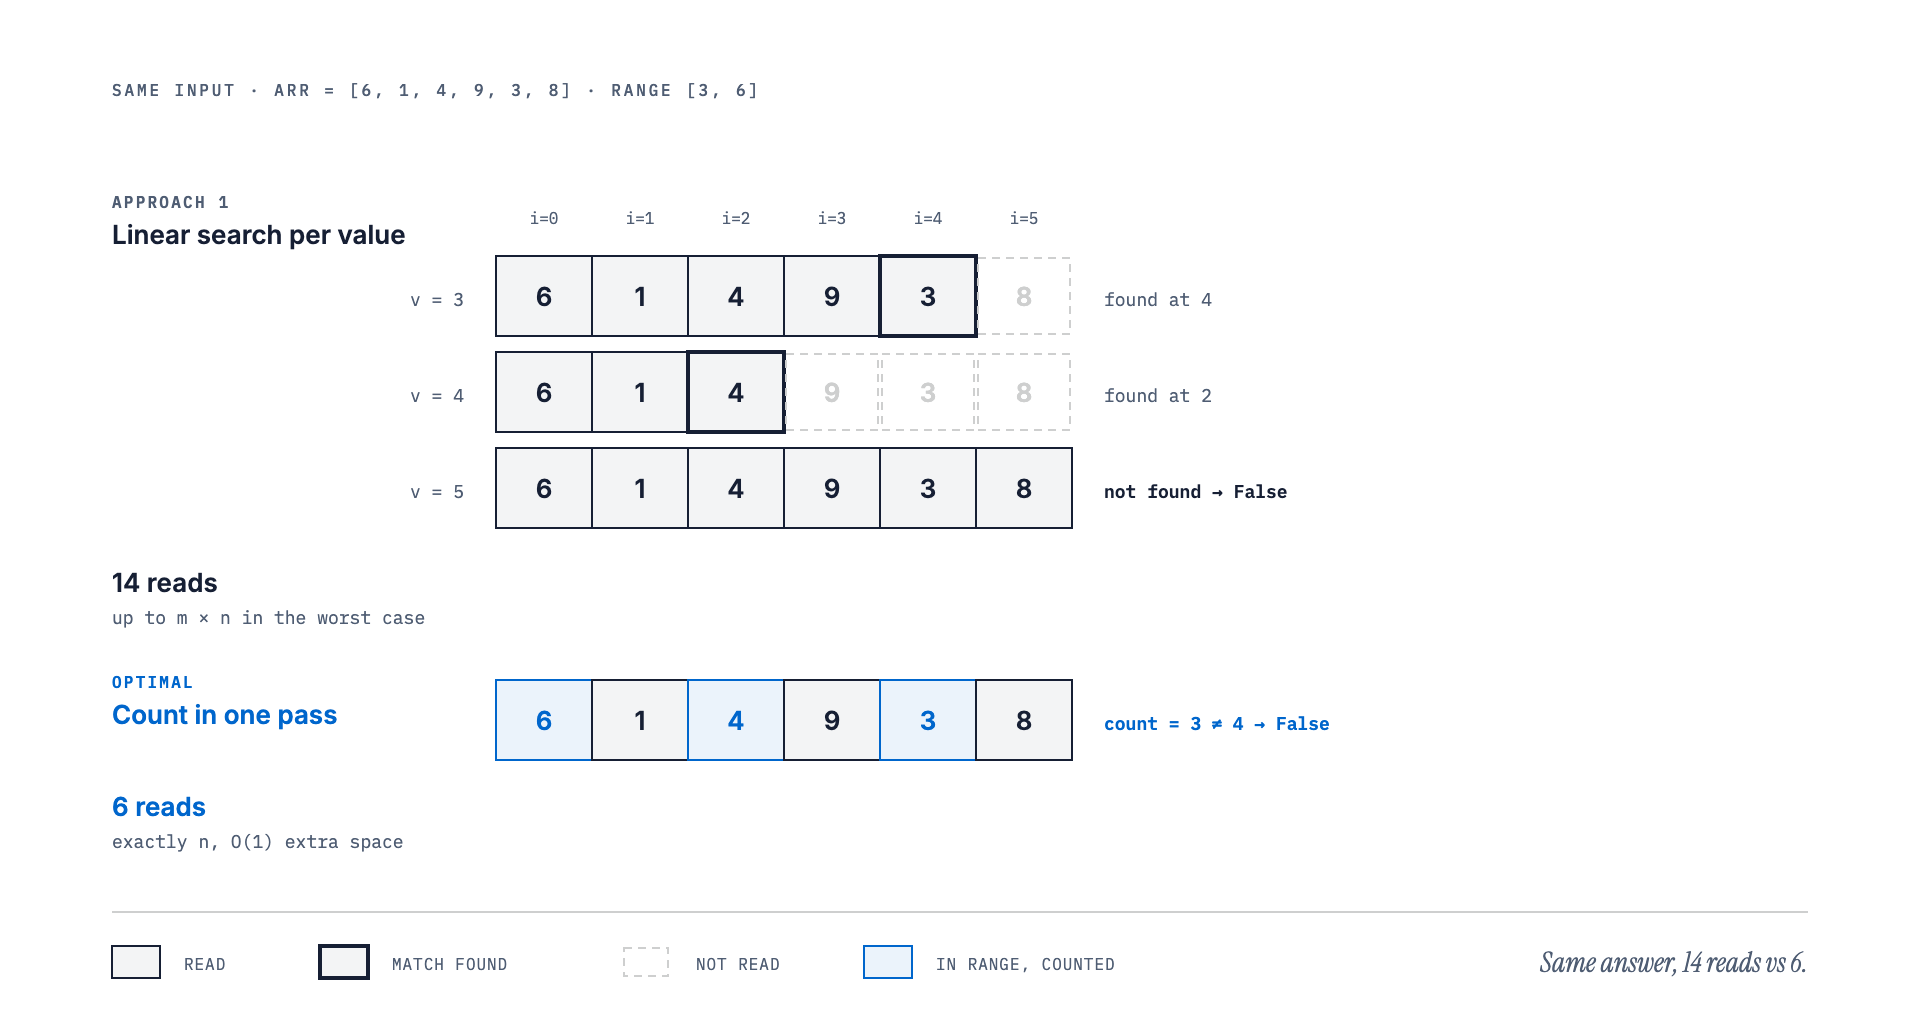 SAME INPUT · ARR = [6, 1, 4, 9, 3, 8] · RANGE [3, 6]
APPROACH 1
Linear search per value
i=0 i=1 i=2 i=3 i=4 i=5
v = 3 6 1 4 9 3 8 found at 4
v = 4 6 1 4 9 3 8 found at 2
v = 5 6 1 4 9 3 8 not found → False
14 reads
up to m × n in the worst case
OPTIMAL
Count in one pass
6 1 4 9 3 8 count = 3 ≠ 4 → False
6 reads
exactly n, O(1) extra space
READ MATCH FOUND NOT READ IN RANGE, COUNTED Same answer, 14 reads vs 6.